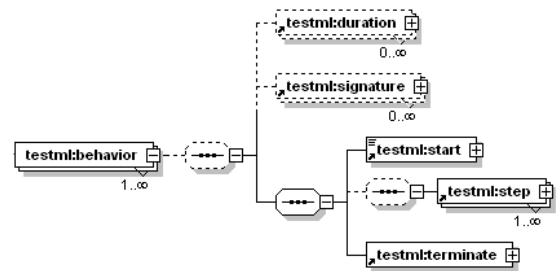 testml:duration
0..∞
testml:signature
0..∞
testml:behavior
1..∞
testml:start
testml:step
1..∞
testml:terminate